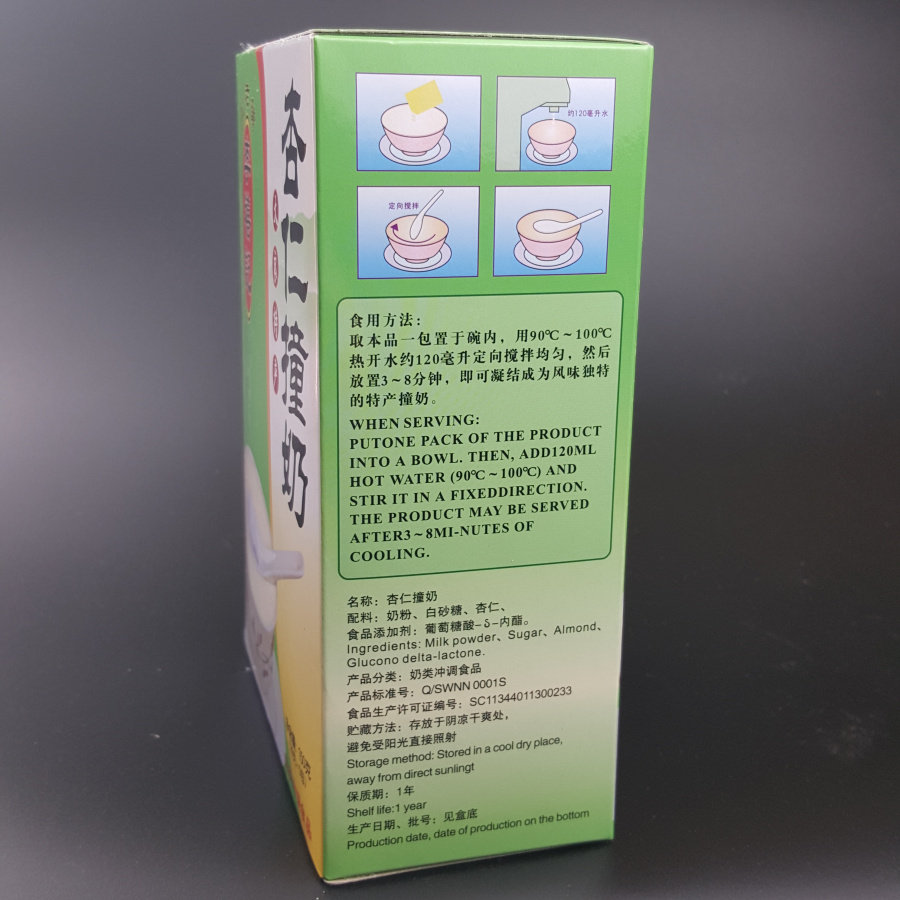 杏仁撞奶
约120毫升水
定向搅拌
食用方法：
取本品一包置于碗内，用90℃～100℃
热开水约120毫升定向搅拌均匀，然后
放置3～8分钟，即可凝结成为风味独特
的特产撞奶。
WHEN SERVING:
PUTONE PACK OF THE PRODUCT
INTO A BOWL. THEN, ADD120ML
HOT WATER (90℃～100℃) AND
STIR IT IN A FIXEDDIRECTION.
THE PRODUCT MAY BE SERVED
AFTER3～8MI-NUTES OF
COOLING.
名称：杏仁撞奶
配料：奶粉、白砂糖、杏仁、
食品添加剂：葡萄糖酸-δ-内酯。
Ingredients: Milk powder、Sugar、Almond、
Glucono delta-lactone.
产品分类：奶类冲调食品
产品标准号：Q/SWNN 0001S
食品生产许可证编号：SC11344011300233
贮藏方法：存放于阴凉干爽处，
避免受阳光直接照射
Storage method: Stored in a cool dry place,
away from direct sunlingt
保质期：1年
Shelf life:1 year
生产日期、批号：见盒底
Production date, date of production on the bottom